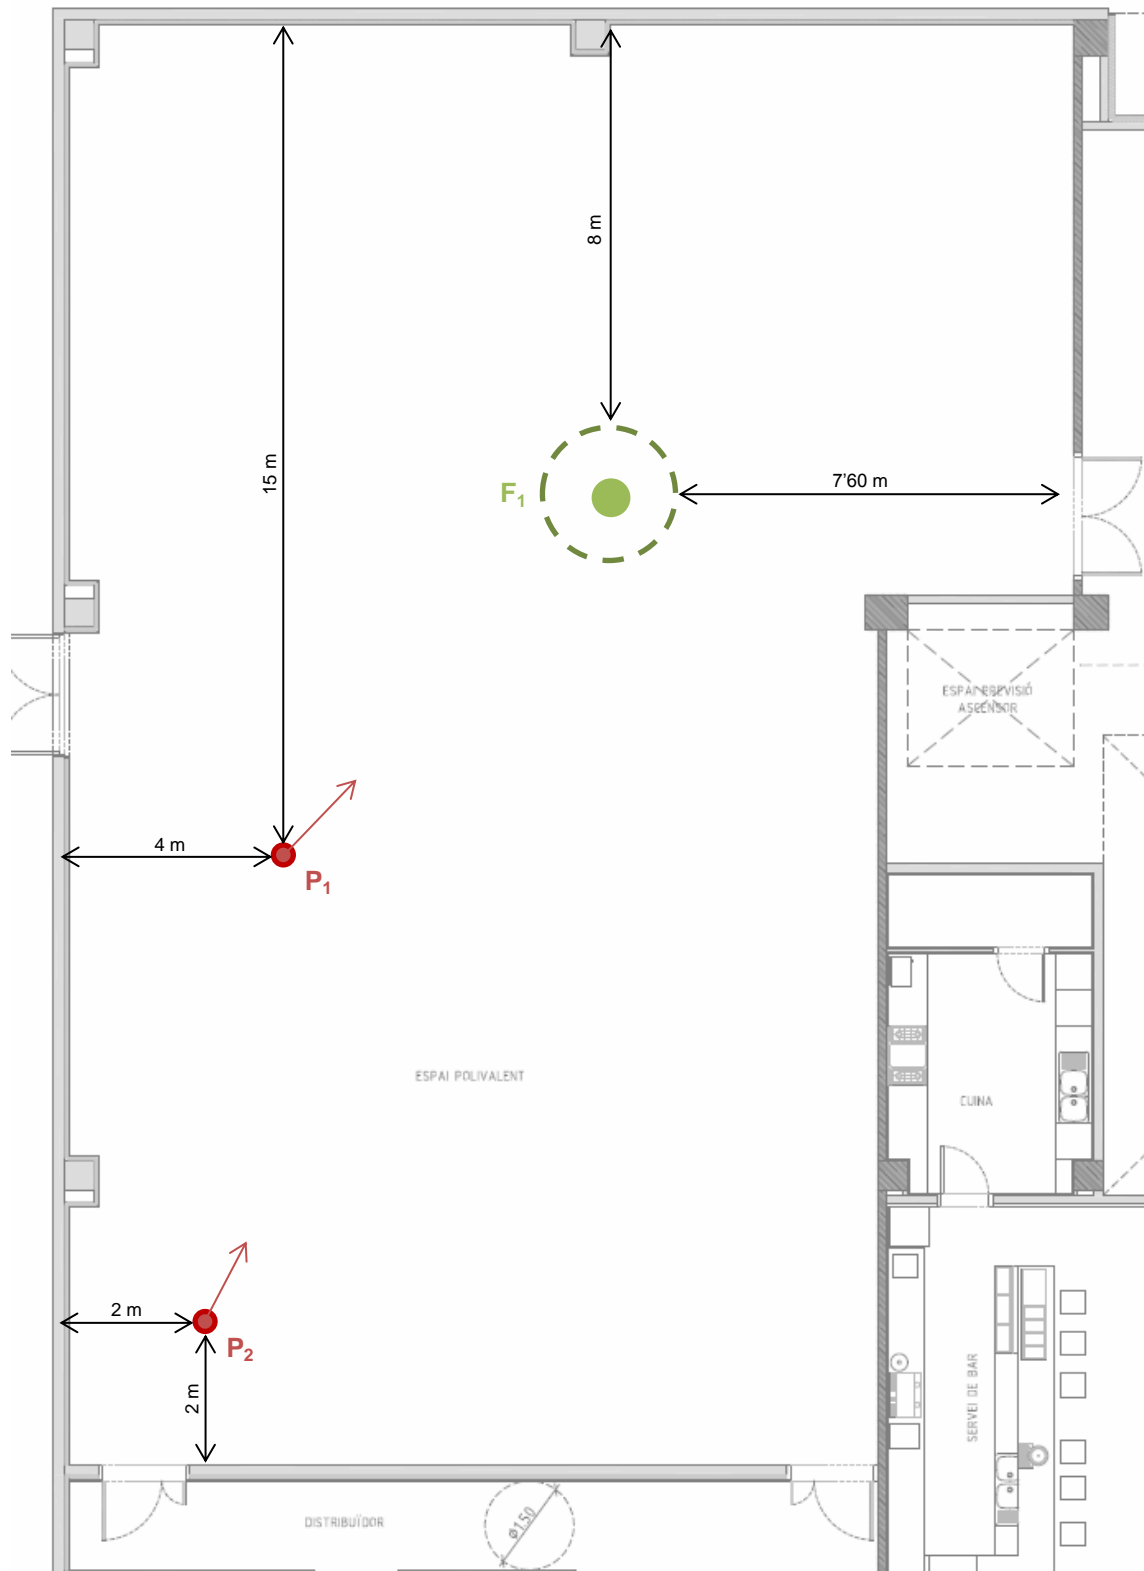 8 m
15 m
F₁
7'60 m
ESPAI PREVISIÓ
ASCENSOR
4 m
P₁
ESPAI POLIVALENT
CUINA
2 m
P₂
2 m
SERVEI DE BAR
DISTRIBUÏDOR
ø1.50